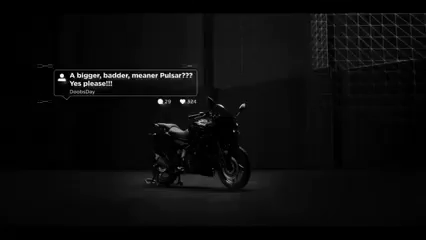 A bigger, badder, meaner Pulsar???
Yes please!!!
DoobsDay
29 324